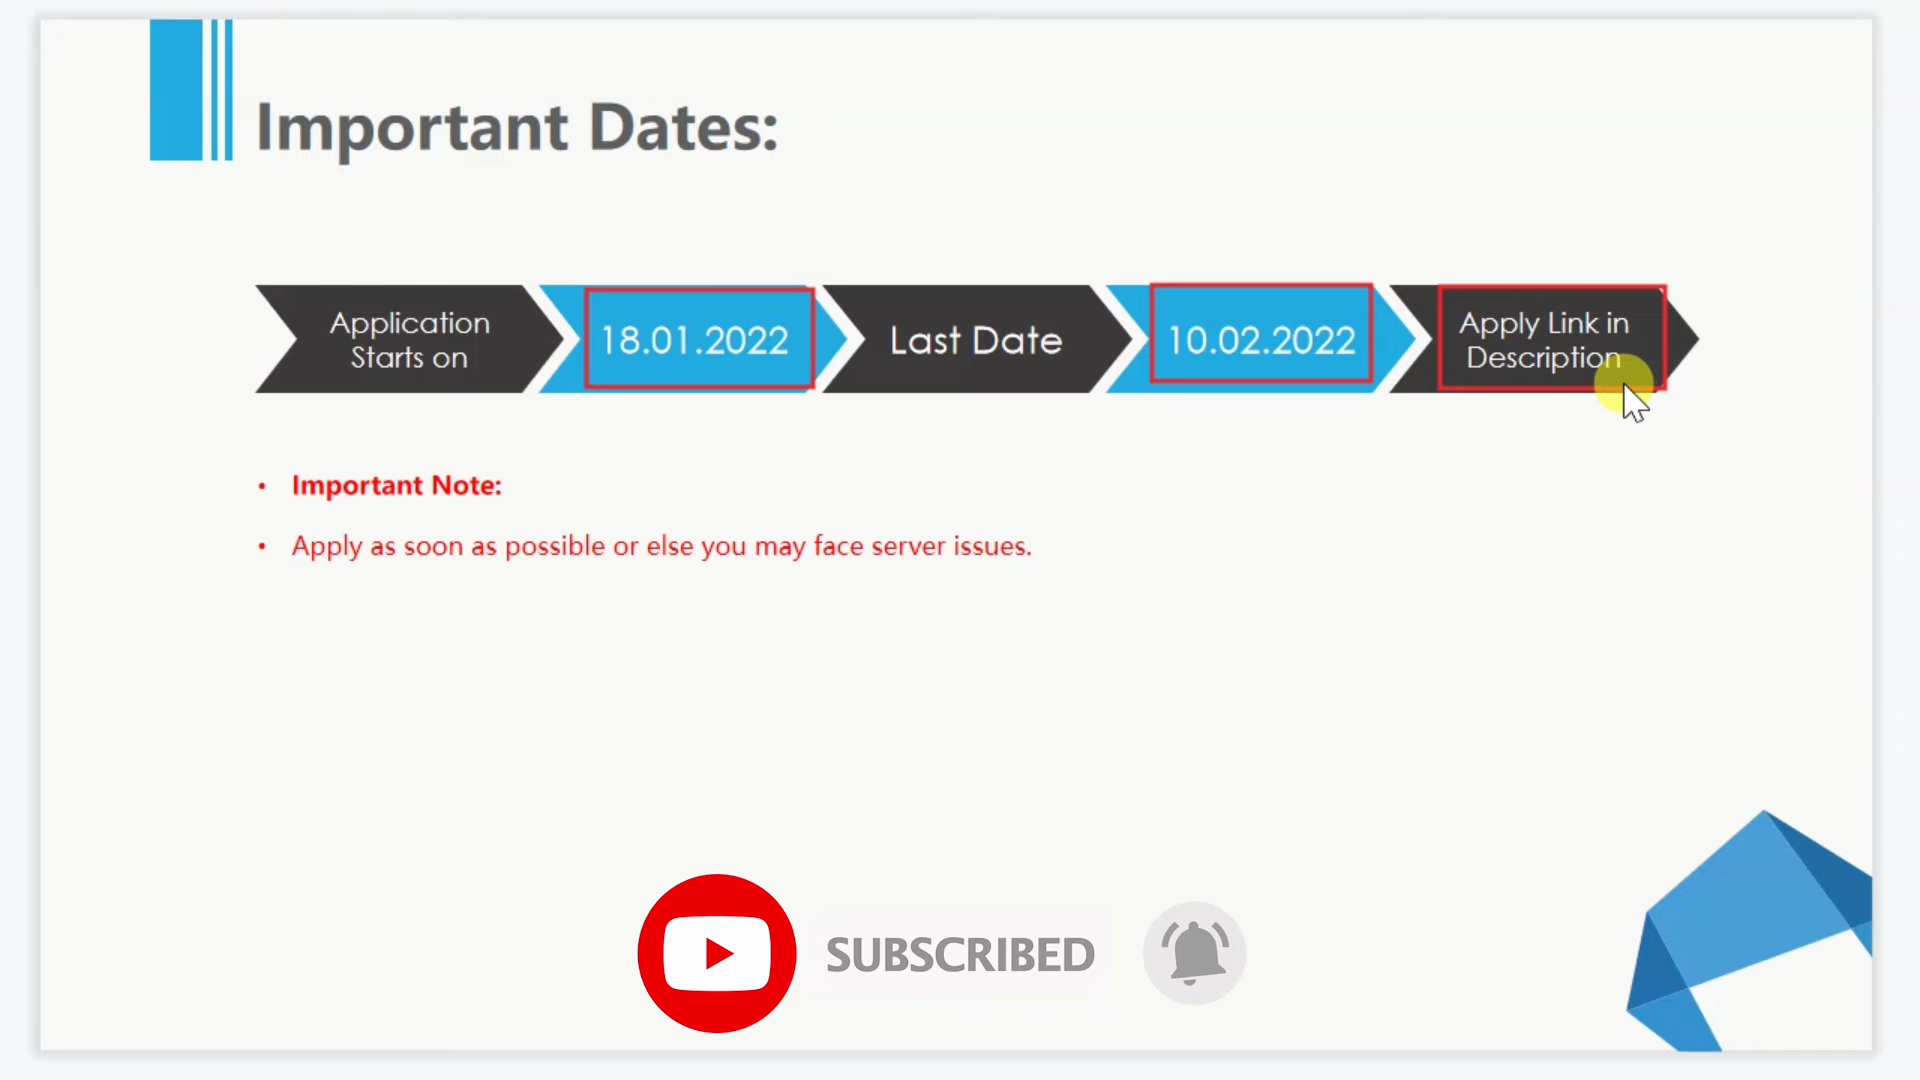 Important Dates:
Application
Starts on
18.01.2022
Last Date
10.02.2022
Apply Link in
Description
• Important Note:
• Apply as soon as possible or else you may face server issues.
SUBSCRIBED